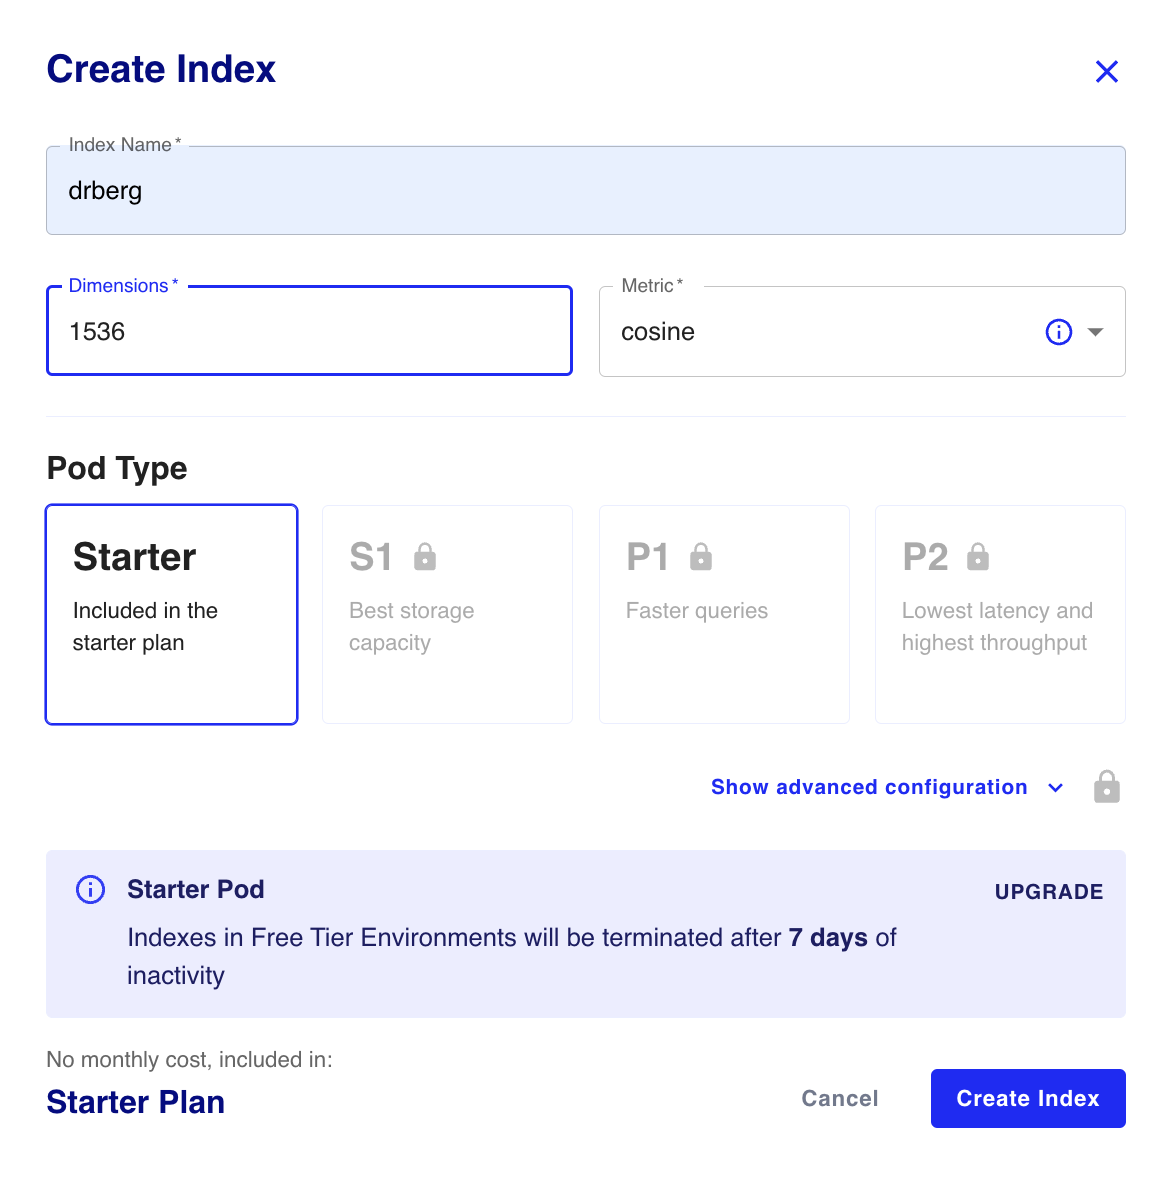 Create Index
Index Name *
drberg
Dimensions *
1536
Metric *
cosine
Pod Type
Starter
Included in the
starter plan
S1
Best storage
capacity
P1
Faster queries
P2
Lowest latency and
highest throughput
Show advanced configuration
Starter Pod
UPGRADE
Indexes in Free Tier Environments will be terminated after 7 days of
inactivity
No monthly cost, included in:
Starter Plan
Cancel
Create Index